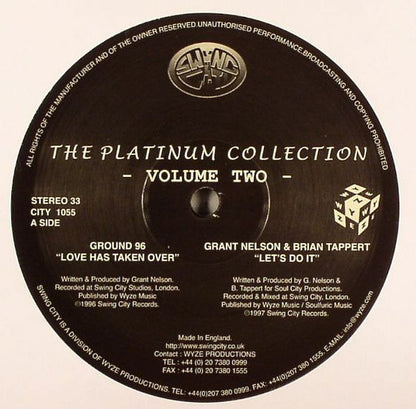 ALL RIGHTS OF THE MANUFACTURER AND OF THE OWNER RESERVED UNAUTHORISED PERFORMANCE, BROADCASTING AND COPYING PROHIBITED
SWING CITY
THE PLATINUM COLLECTION
- VOLUME TWO -
STEREO 33
CITY 1055
A SIDE
GROUND 96
"LOVE HAS TAKEN OVER"
Written & Produced by Grant Nelson.
Recorded at Swing City Studios, London.
Published by Wyze Music
©1996 Swing City Records.
GRANT NELSON & BRIAN TAPPERT
"LET'S DO IT"
Written & Produced by G. Nelson &
B. Tappert for Soul City Productions.
Recorded & Mixed at Swing City, London.
Published by Wyze Music / Soulfuric Music
©1997 Swing City Records.
Made In England.
http://www.swingcity.co.uk
Contact : WYZE PRODUCTIONS
TEL : +44 (0) 20 7380 0999
FAX : +44 (0) 20 7380 1555
SWING CITY IS A DIVISION OF WYZE PRODUCTIONS. TEL: +44(0)207 380 0999. FAX : +44(0)207 380 1555. E-MAIL: info@wyze.com